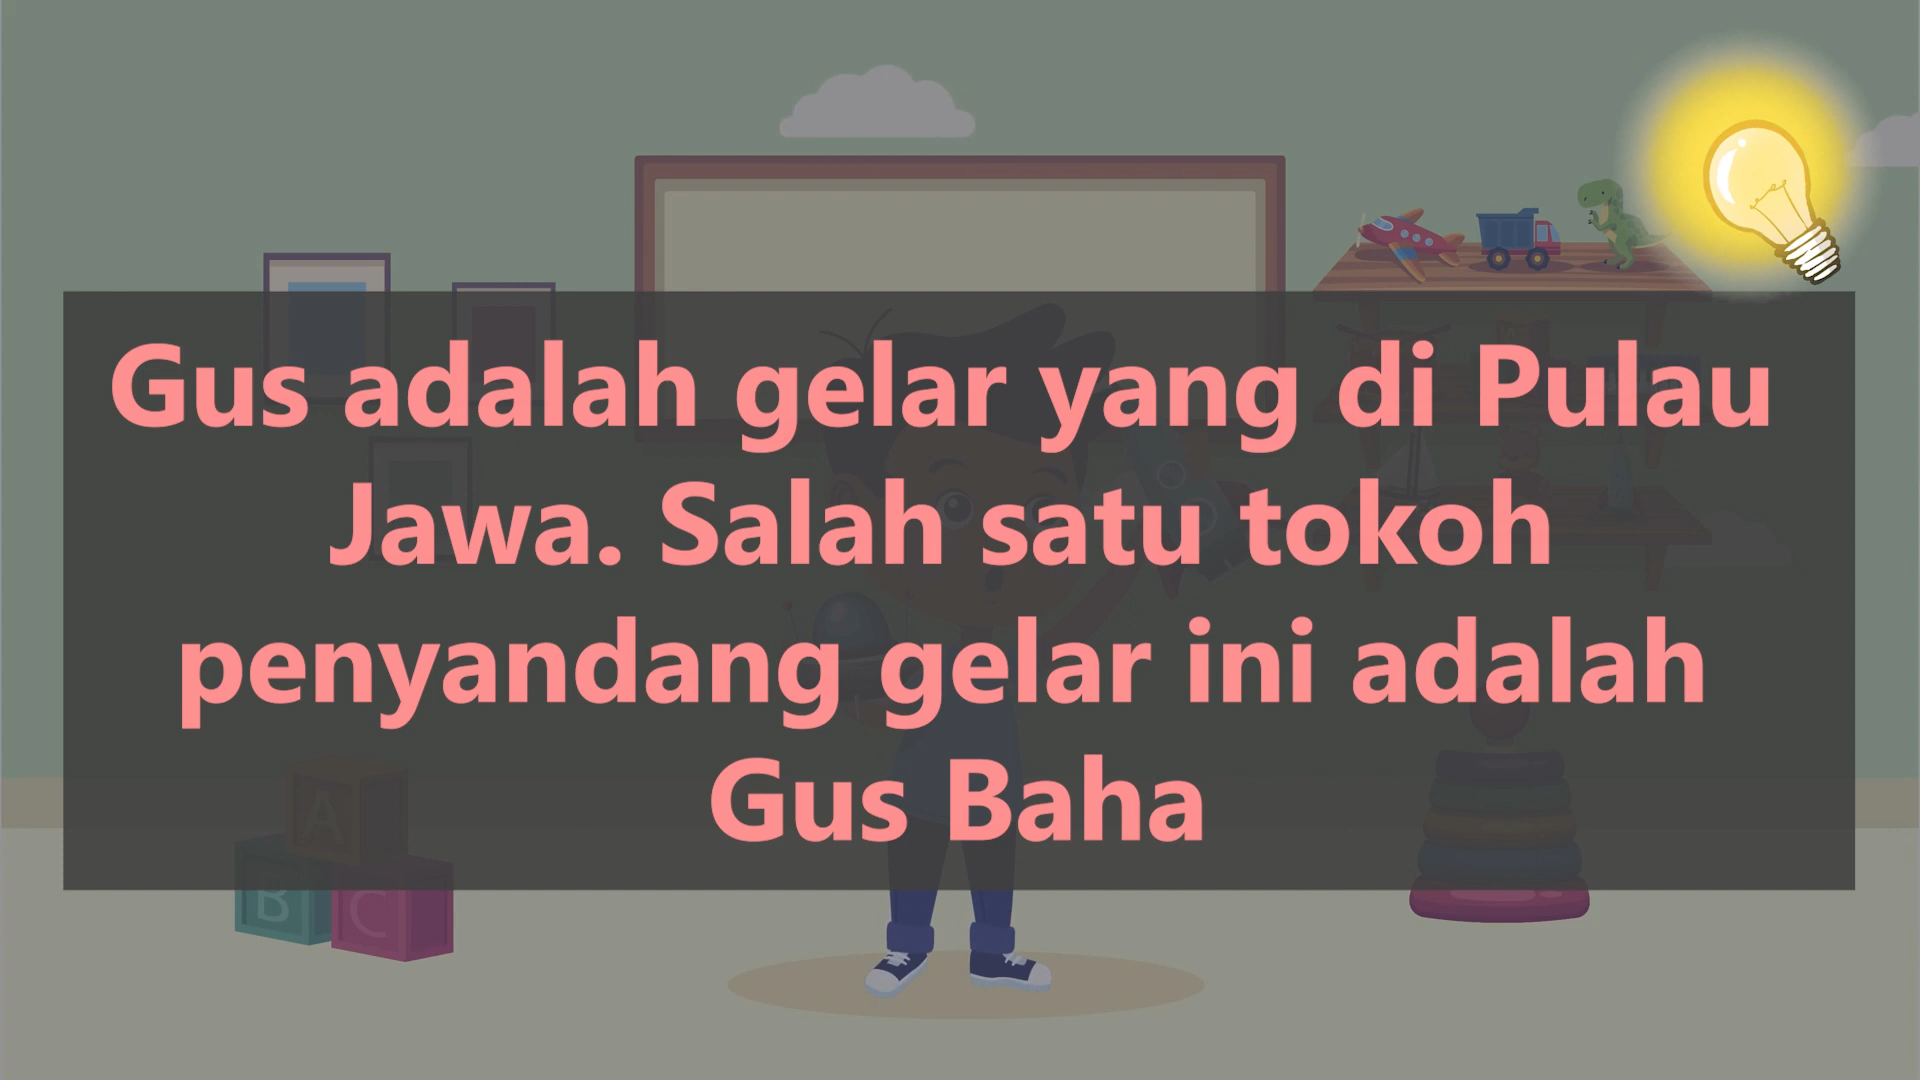 Gus adalah gelar yang di Pulau
Jawa. Salah satu tokoh
penyandang gelar ini adalah
Gus Baha
A
B
C